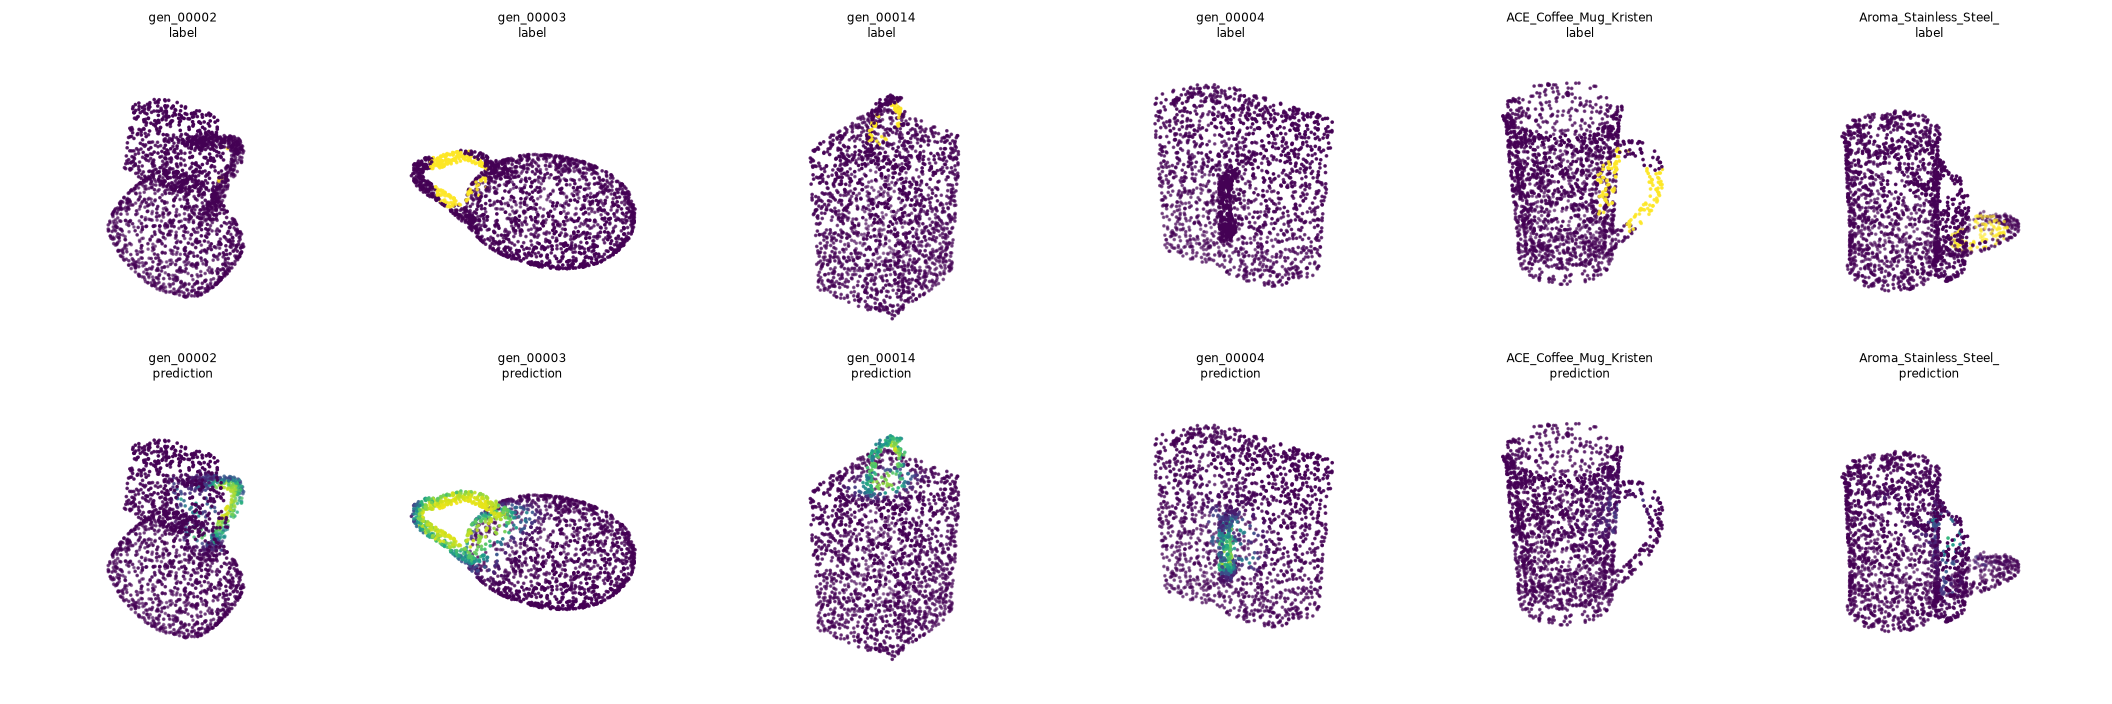 gen_00002
label
gen_00003
label
gen_00014
label
gen_00004
label
ACE_Coffee_Mug_Kristen
label
Aroma_Stainless_Steel_
label
gen_00002
prediction
gen_00003
prediction
gen_00014
prediction
gen_00004
prediction
ACE_Coffee_Mug_Kristen
prediction
Aroma_Stainless_Steel_
prediction